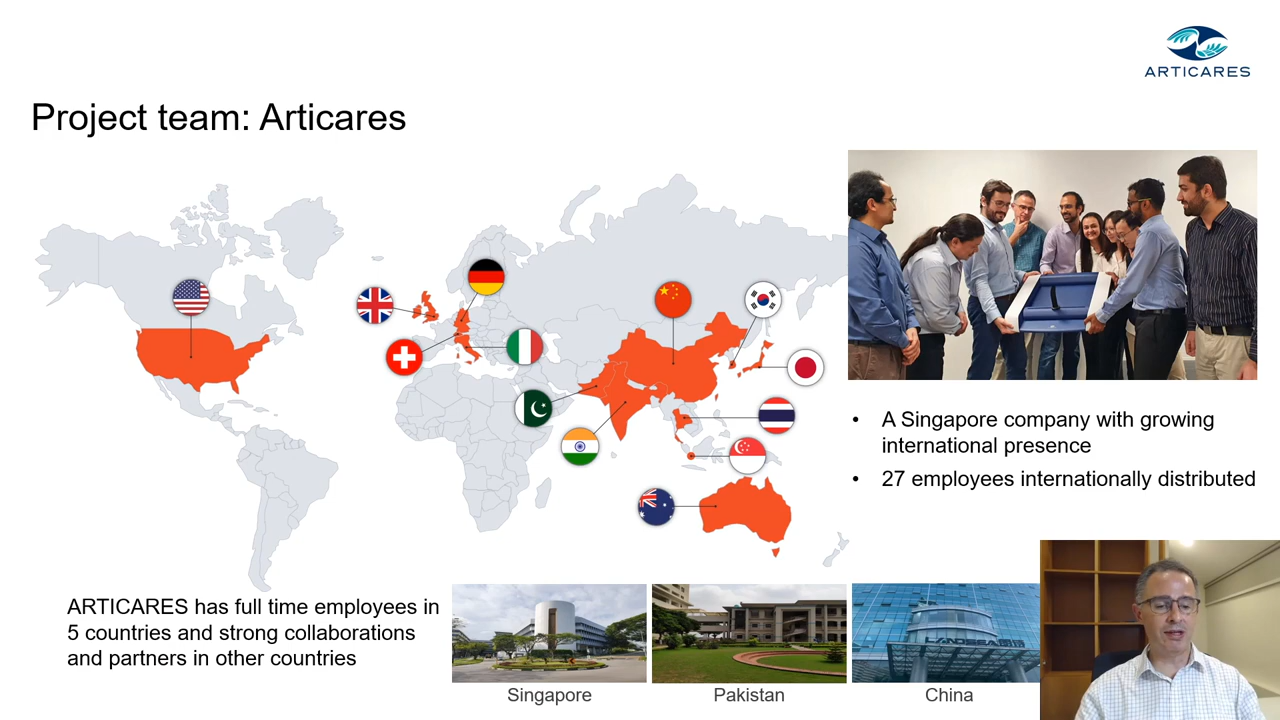 ARTICARES
Project team: Articares
• A Singapore company with growing
international presence
• 27 employees internationally distributed
ARTICARES has full time employees in
5 countries and strong collaborations
and partners in other countries
LANDSEA
Singapore
Pakistan
China